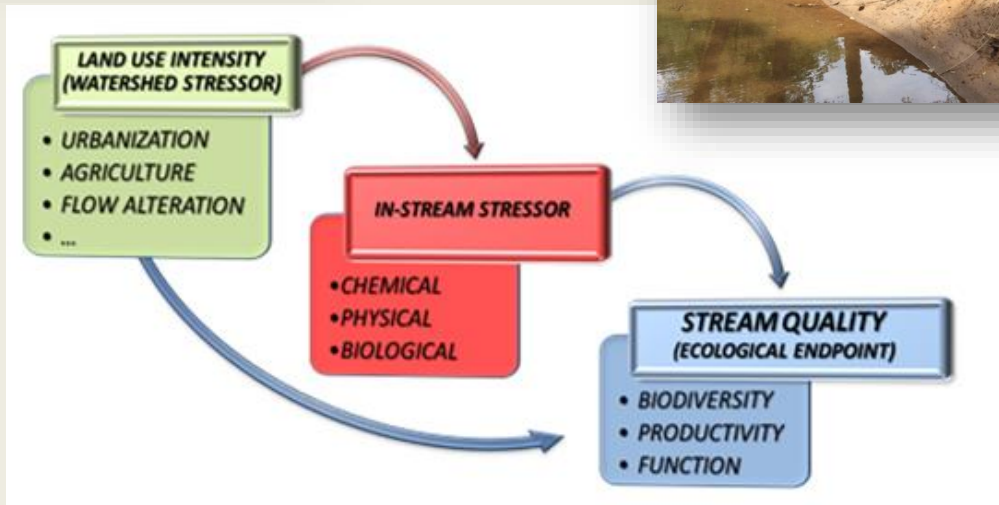 LAND USE INTENSITY
(WATERSHED STRESSOR)
• URBANIZATION
• AGRICULTURE
• FLOW ALTERATION
• ...
IN-STREAM STRESSOR
•CHEMICAL
•PHYSICAL
•BIOLOGICAL
STREAM QUALITY
(ECOLOGICAL ENDPOINT)
• BIODIVERSITY
• PRODUCTIVITY
• FUNCTION